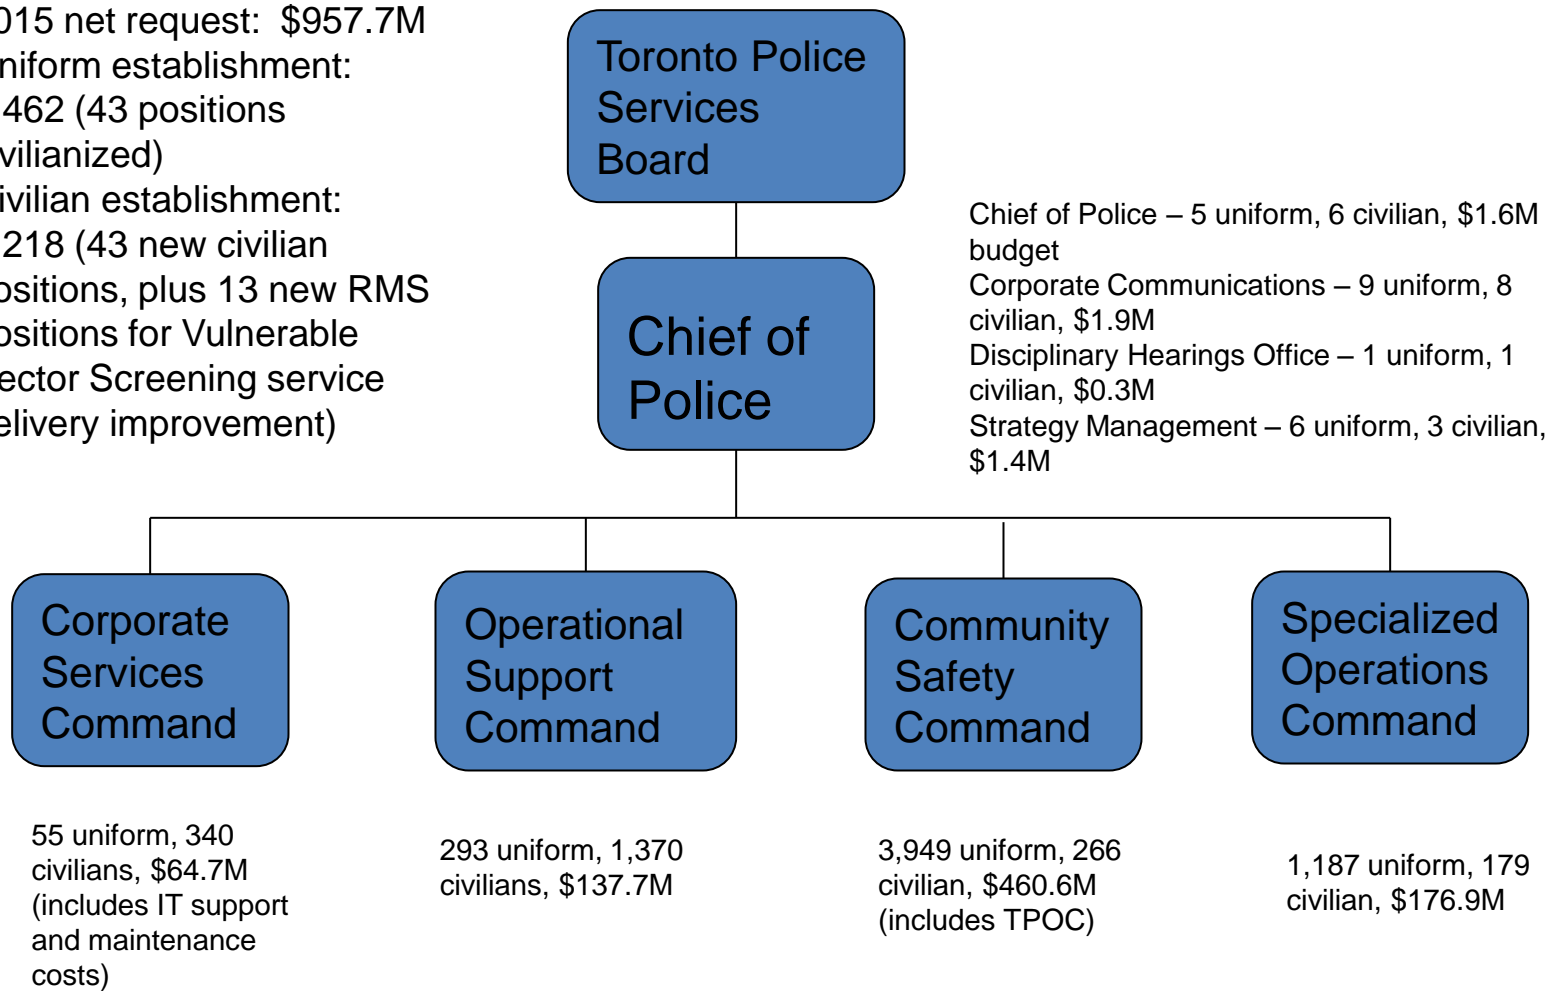 015 net request: $957.7M
niform establishment:
462 (43 positions
vilianized)
ivilian establishment:
218 (43 new civilian
ositions, plus 13 new RMS
ositions for Vulnerable
ector Screening service
elivery improvement)
Toronto Police
Services
Board
Chief of
Police
Chief of Police – 5 uniform, 6 civilian, $1.6M
budget
Corporate Communications – 9 uniform, 8
civilian, $1.9M
Disciplinary Hearings Office – 1 uniform, 1
civilian, $0.3M
Strategy Management – 6 uniform, 3 civilian,
$1.4M
Corporate
Services
Command
Operational
Support
Command
Community
Safety
Command
Specialized
Operations
Command
55 uniform, 340
civilians, $64.7M
(includes IT support
and maintenance
costs)
293 uniform, 1,370
civilians, $137.7M
3,949 uniform, 266
civilian, $460.6M
(includes TPOC)
1,187 uniform, 179
civilian, $176.9M